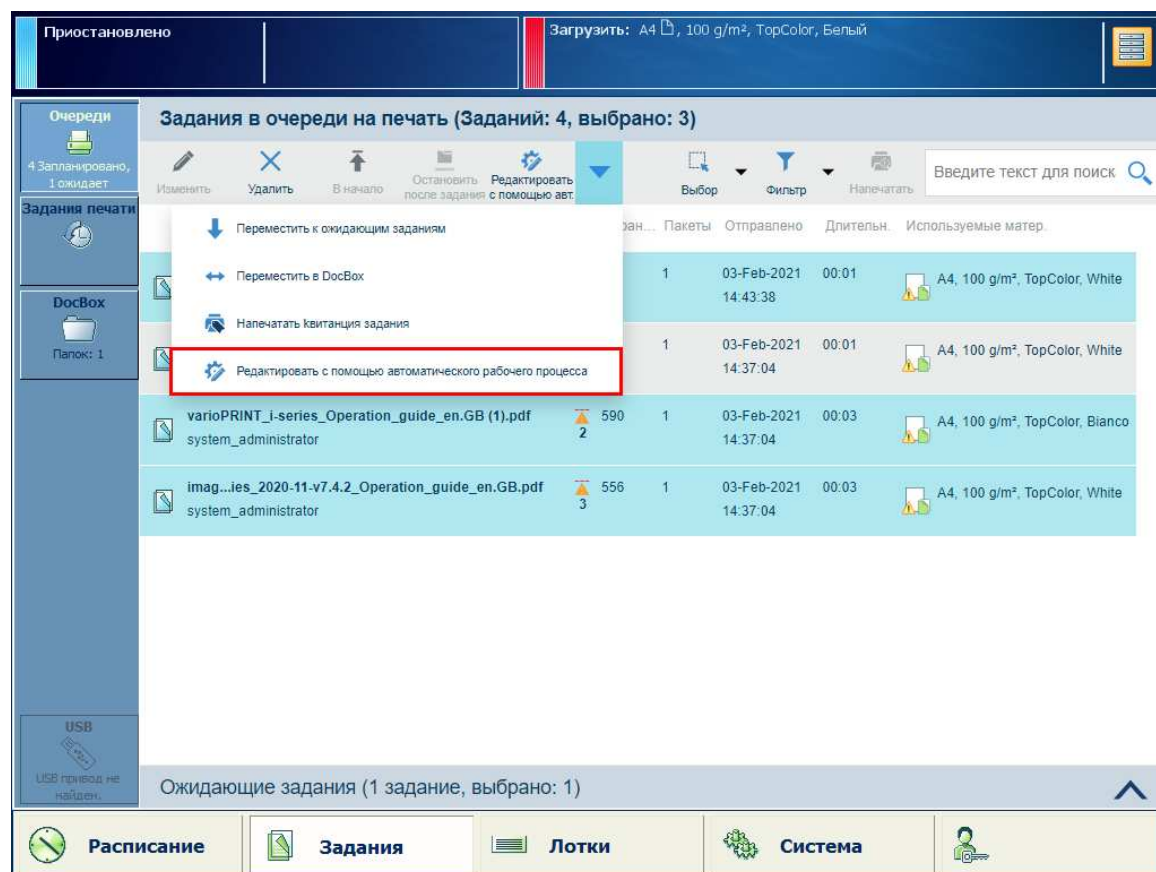 Приостановлено
Загрузить: A4 , 100 g/m², TopColor, Белый
Очереди
4 Запланировано,
1 ожидает
Задания печати
DocBox
Папок: 1
USB
USB привод не
найден.
Задания в очереди на печать (Заданий: 4, выбрано: 3)
Изменить
Удалить
В начало
Остановить
после задания
Редактировать
с помощью авт.
Выбор
Фильтр
Напечатать
Введите текст для поиск
ран... Пакеты Отправлено Длительн. Используемые матер.
Переместить к ожидающим заданиям
Переместить в DocBox
Напечатать квитанция задания
Редактировать с помощью автоматического рабочего процесса
1 03-Feb-2021 00:01 A4, 100 g/m², TopColor, White
14:43:38
1 03-Feb-2021 00:01 A4, 100 g/m², TopColor, White
14:37:04
varioPRINT_i-series_Operation_guide_en.GB (1).pdf 590 1 03-Feb-2021 00:03 A4, 100 g/m², TopColor, Bianco
system_administrator 2 14:37:04
imag...ies_2020-11-v7.4.2_Operation_guide_en.GB.pdf 556 1 03-Feb-2021 00:03 A4, 100 g/m², TopColor, White
system_administrator 3 14:37:04
Ожидающие задания (1 задание, выбрано: 1)
Расписание
Задания
Лотки
Система